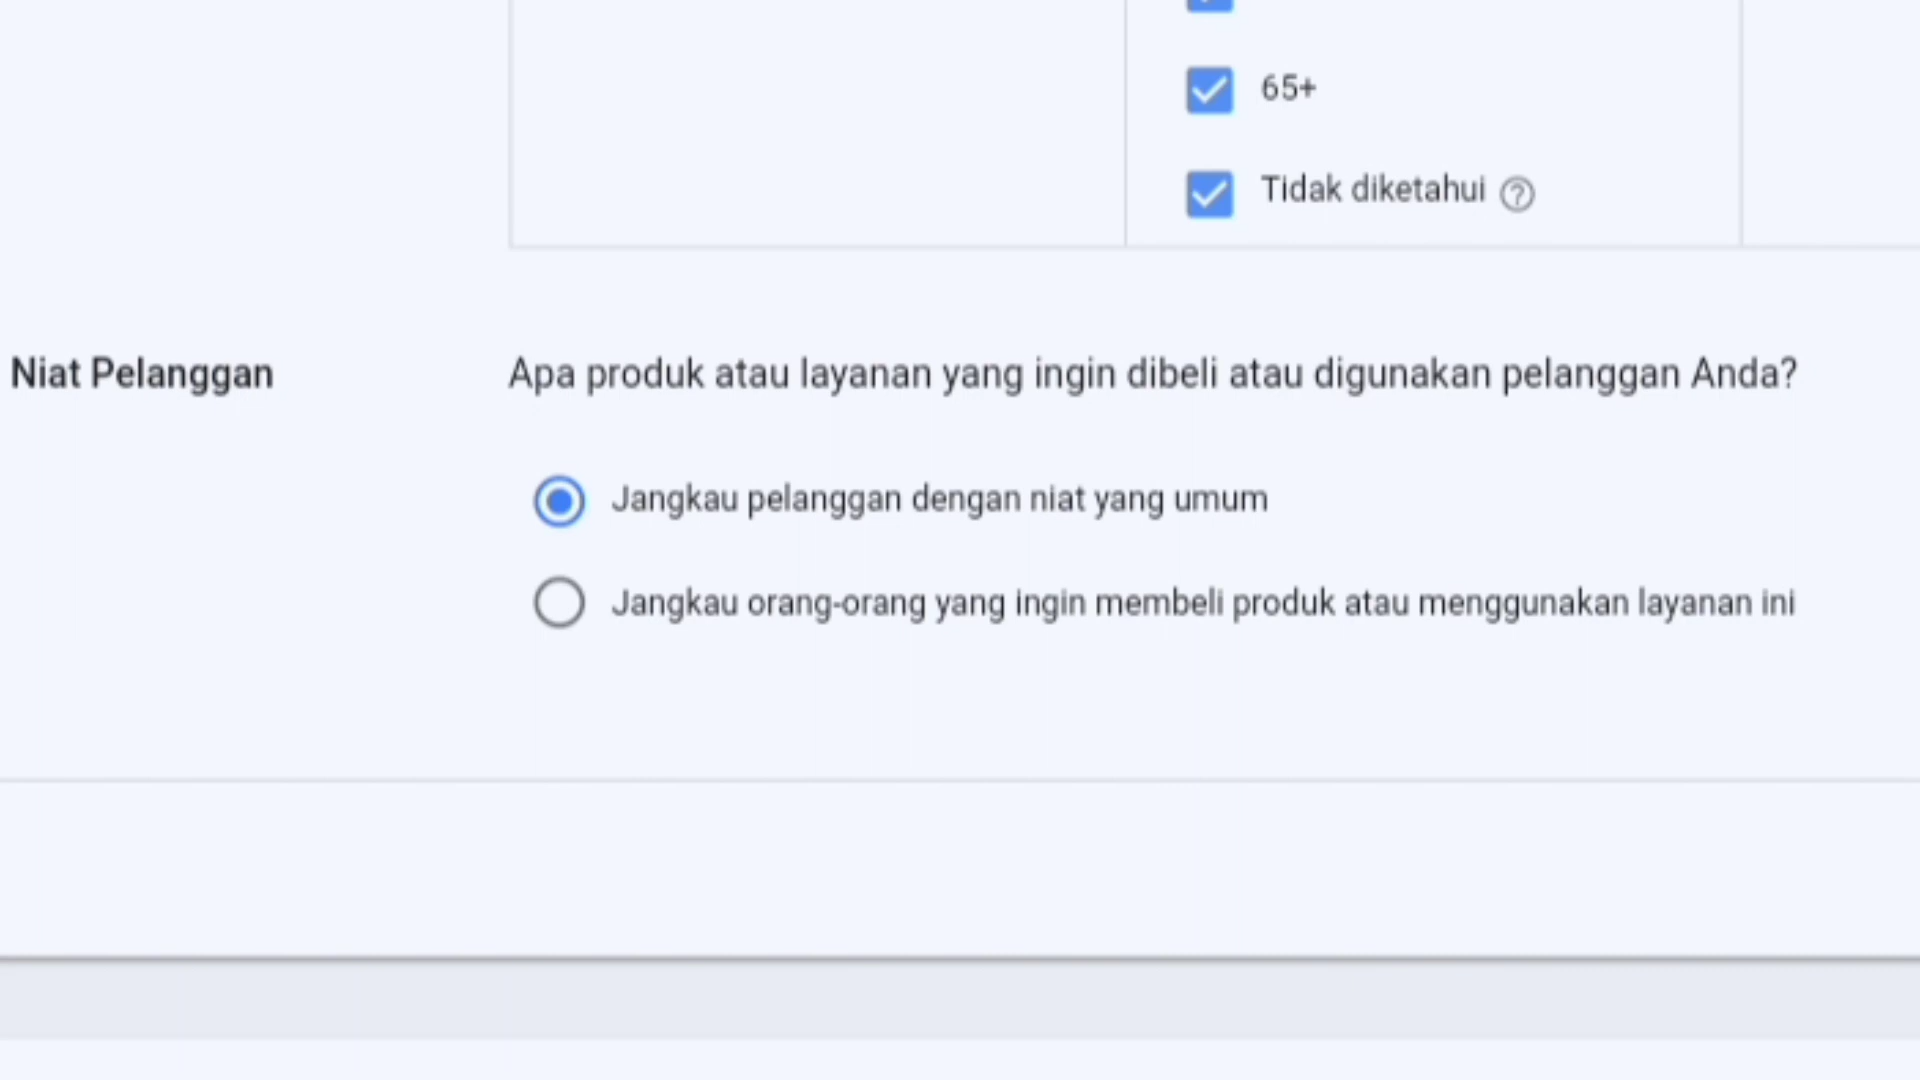 65+
Tidak diketahui
Niat Pelanggan
Apa produk atau layanan yang ingin dibeli atau digunakan pelanggan Anda?
Jangkau pelanggan dengan niat yang umum
Jangkau orang-orang yang ingin membeli produk atau menggunakan layanan ini